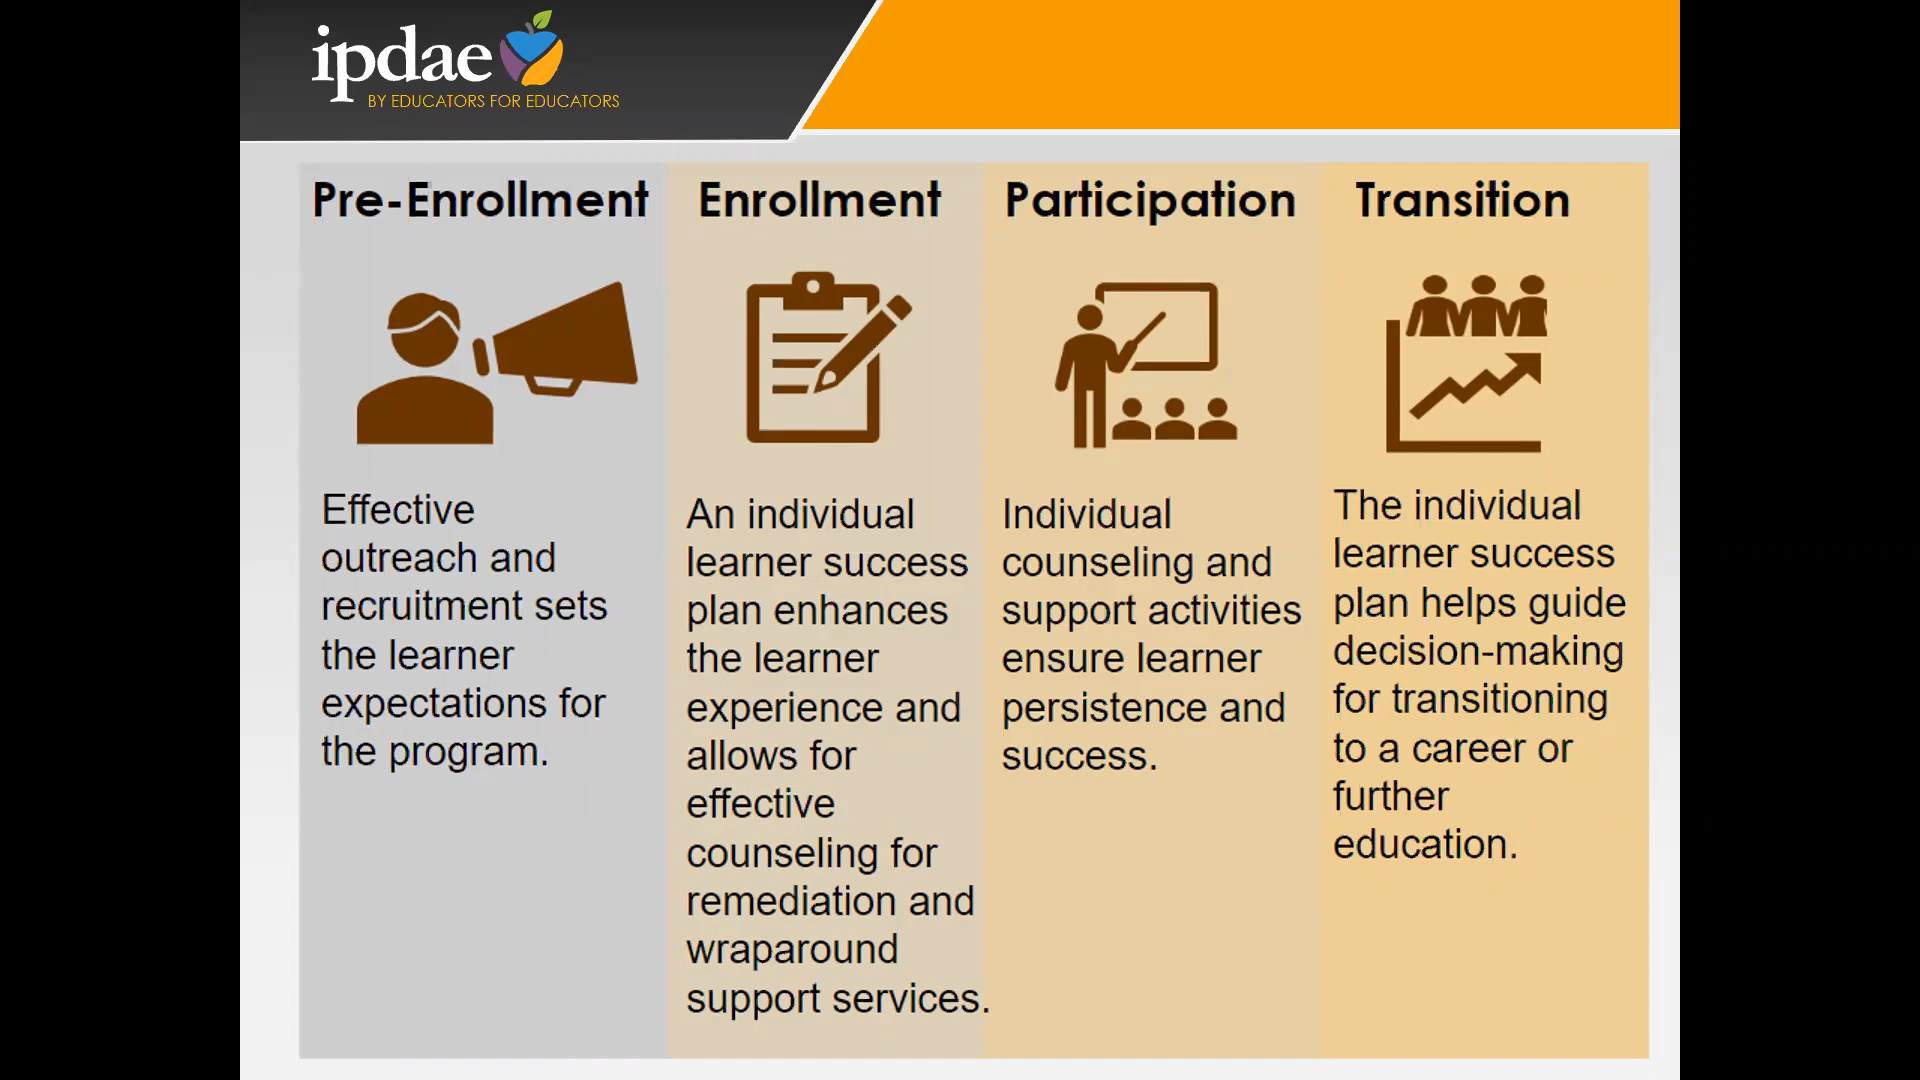 ipdae
BY EDUCATORS FOR EDUCATORS
Pre-Enrollment
Effective
outreach and
recruitment sets
the learner
expectations for
the program.
Enrollment
An individual
learner success
plan enhances
the learner
experience and
allows for
effective
counseling for
remediation and
wraparound
support services.
Participation
Individual
counseling and
support activities
ensure learner
persistence and
success.
Transition
The individual
learner success
plan helps guide
decision-making
for transitioning
to a career or
further
education.